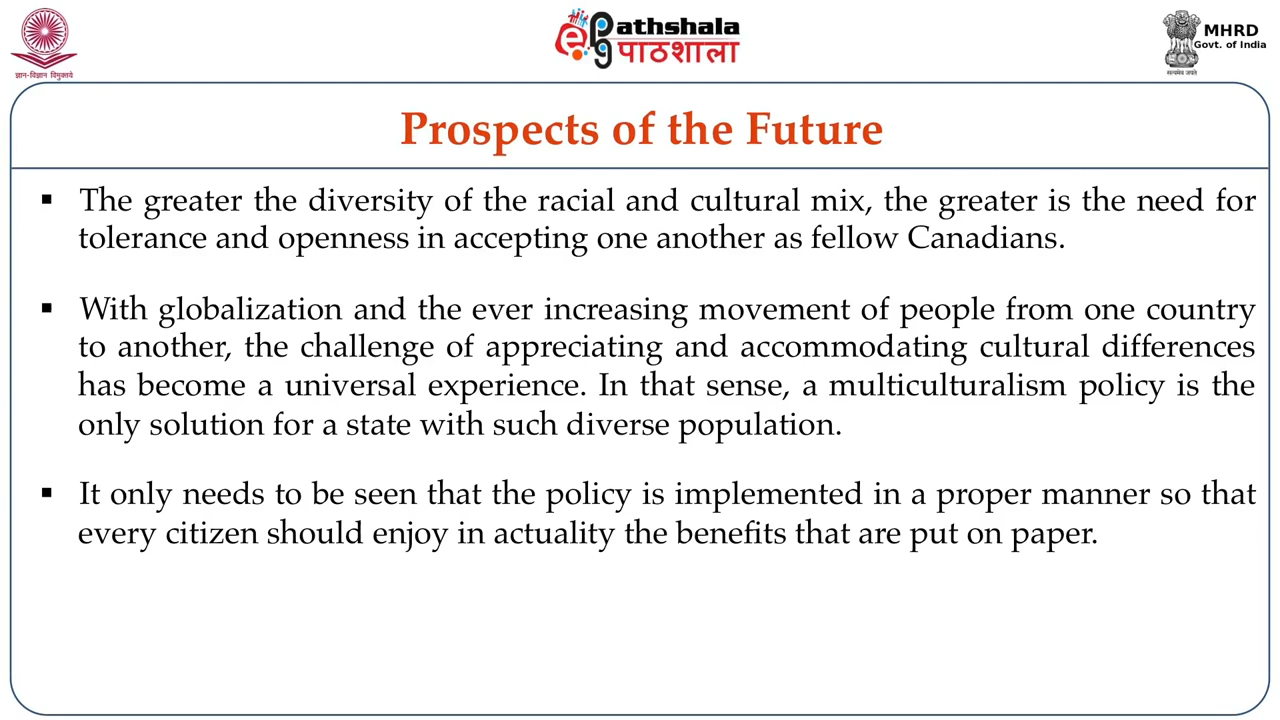 ज्ञान-विज्ञान विमुक्तये
ePathshala
पाठशाला
सत्यमेव जयते
MHRD
Govt. of India
Prospects of the Future
▪ The greater the diversity of the racial and cultural mix, the greater is the need for
tolerance and openness in accepting one another as fellow Canadians.
▪ With globalization and the ever increasing movement of people from one country
to another, the challenge of appreciating and accommodating cultural differences
has become a universal experience. In that sense, a multiculturalism policy is the
only solution for a state with such diverse population.
▪ It only needs to be seen that the policy is implemented in a proper manner so that
every citizen should enjoy in actuality the benefits that are put on paper.